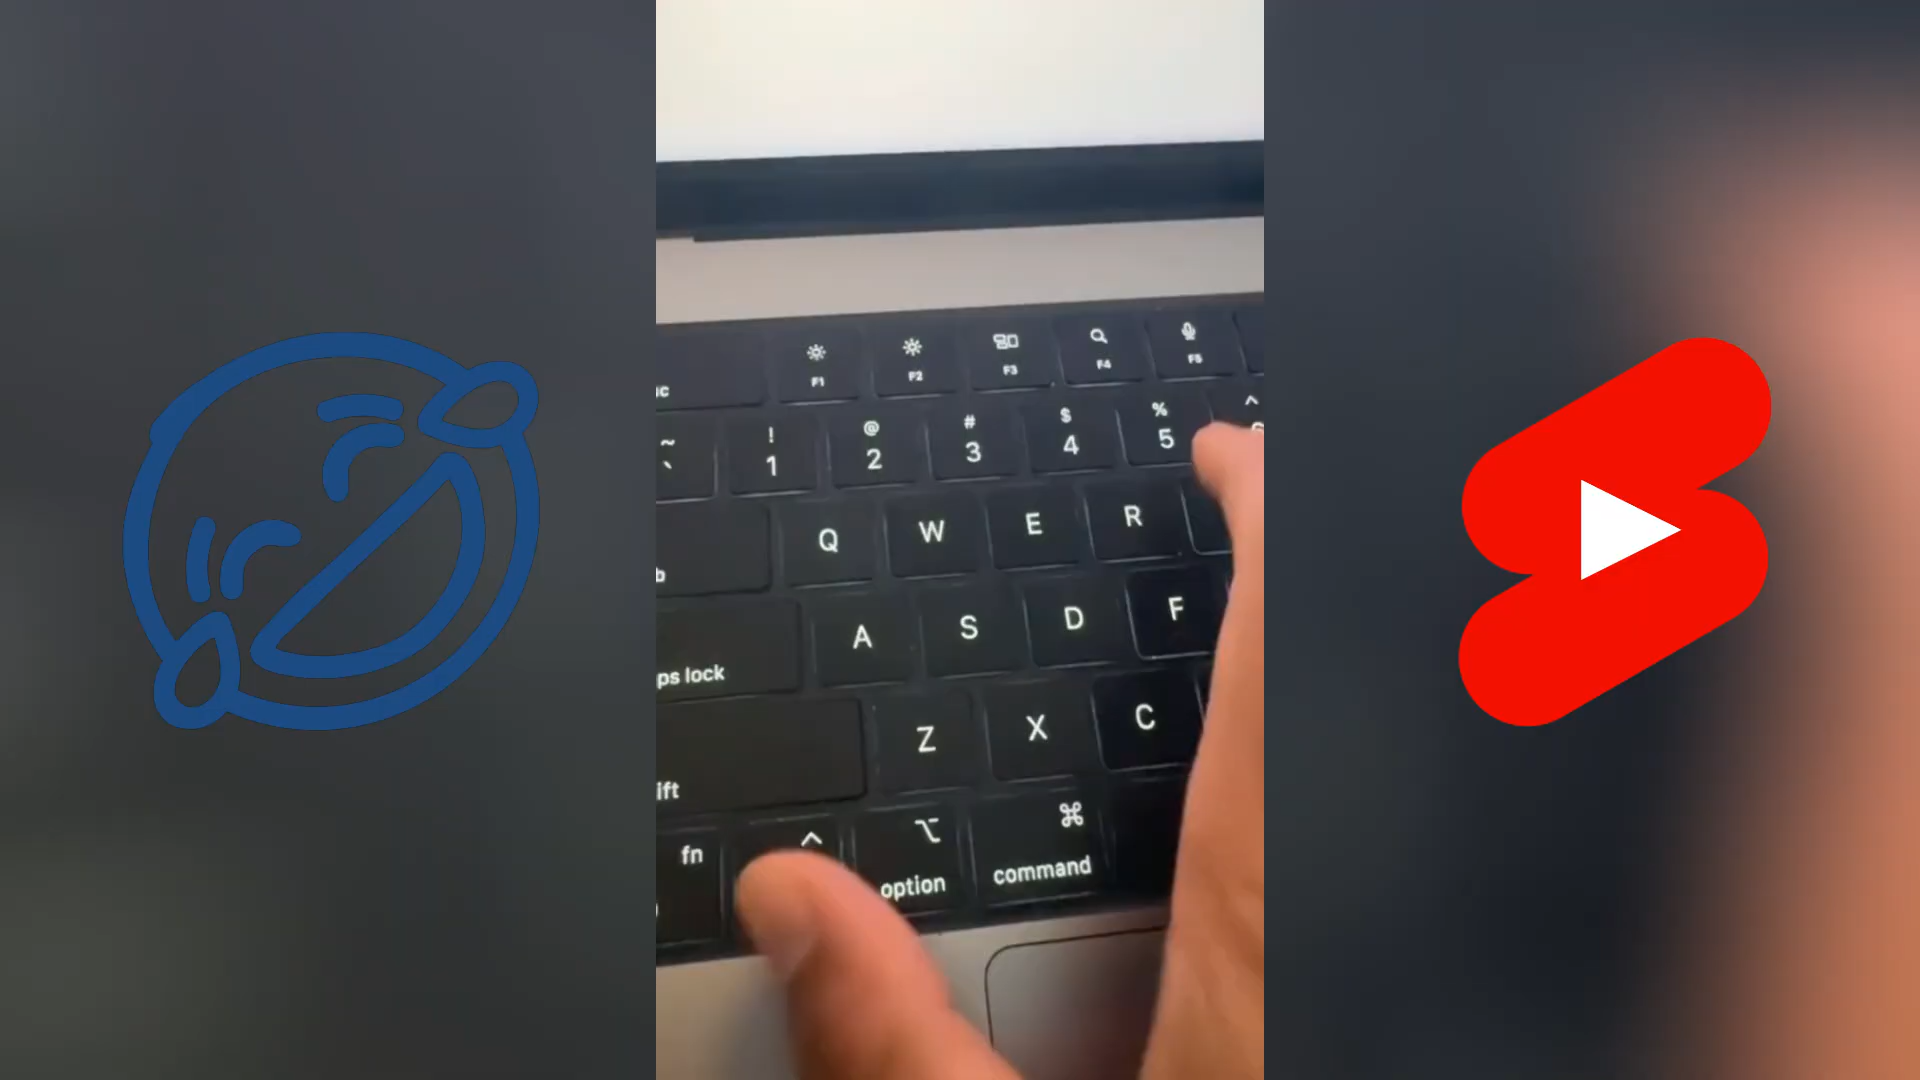 F1 F2 F3 F4 F5
~ ! @ # $ % ^
` 1 2 3 4 5
Q W E R
A S D F
ps lock
Z X C
ift
fn ^ ⌥ ⌘
option command